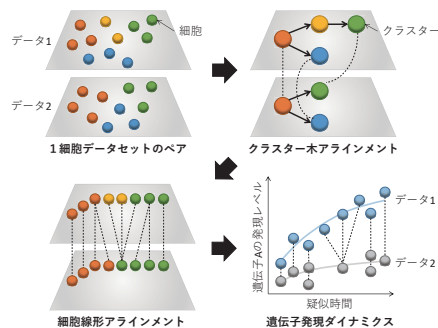 細胞
データ1
データ2
1細胞データセットのペア
クラスター
クラスター木アラインメント
細胞線形アラインメント
遺伝子Aの発現レベル
データ1
データ2
疑似時間
遺伝子発現ダイナミクス